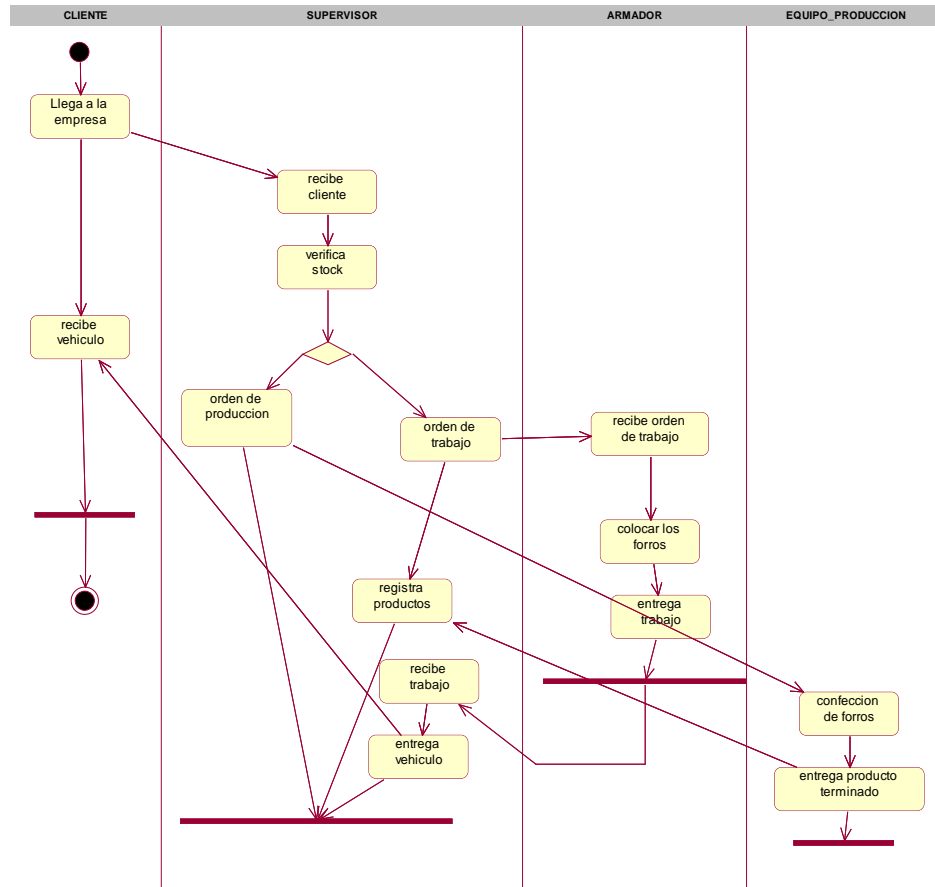 CLIENTE
SUPERVISOR
ARMADOR
EQUIPO_PRODUCCION
Llega a la
empresa
recibe
cliente
verifica
stock
recibe
vehiculo
orden de
produccion
orden de
trabajo
recibe orden
de trabajo
colocar los
forros
registra
productos
entrega
trabajo
recibe
trabajo
confeccion
de forros
entrega
vehiculo
entrega producto
terminado